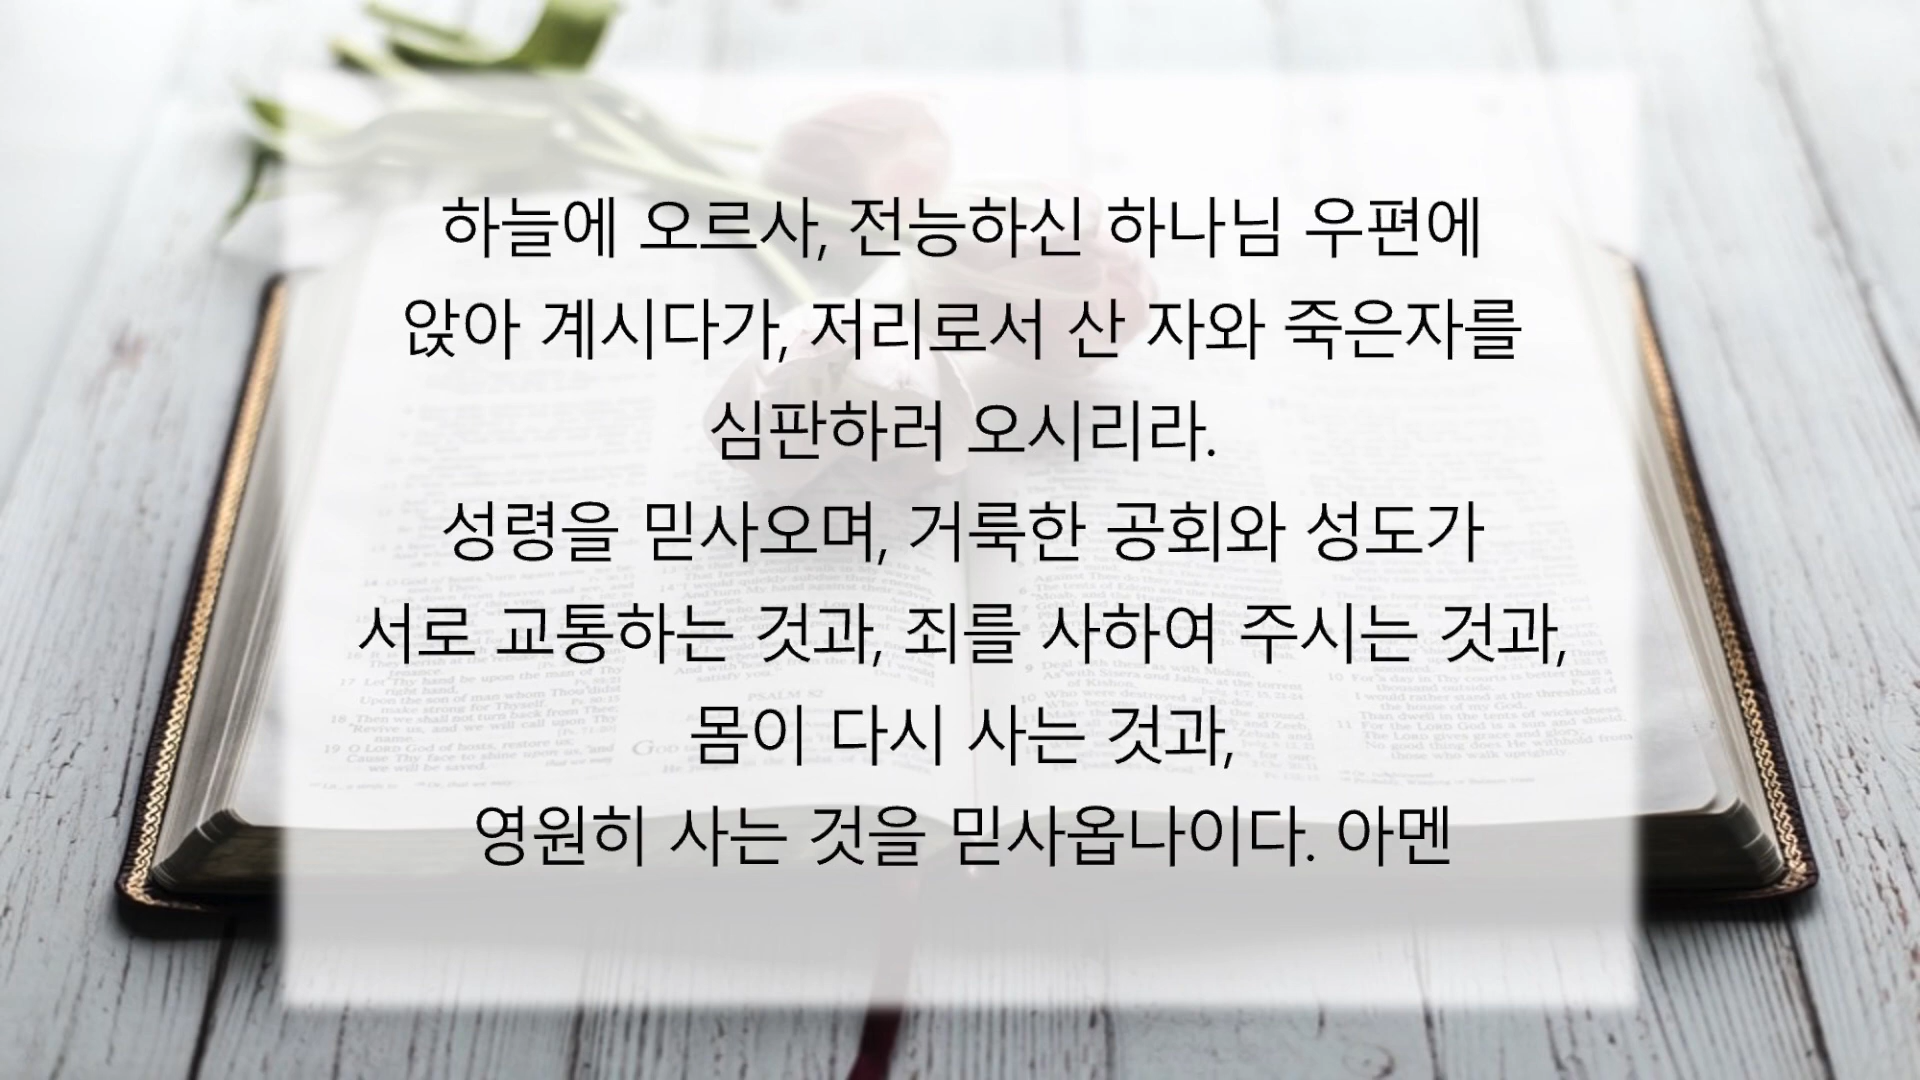 하늘에 오르사, 전능하신 하나님 우편에
앉아 계시다가, 저리로서 산 자와 죽은자를
심판하러 오시리라.
성령을 믿사오며, 거룩한 공회와 성도가
서로 교통하는 것과, 죄를 사하여 주시는 것과,
몸이 다시 사는 것과,
영원히 사는 것을 믿사옵나이다. 아멘